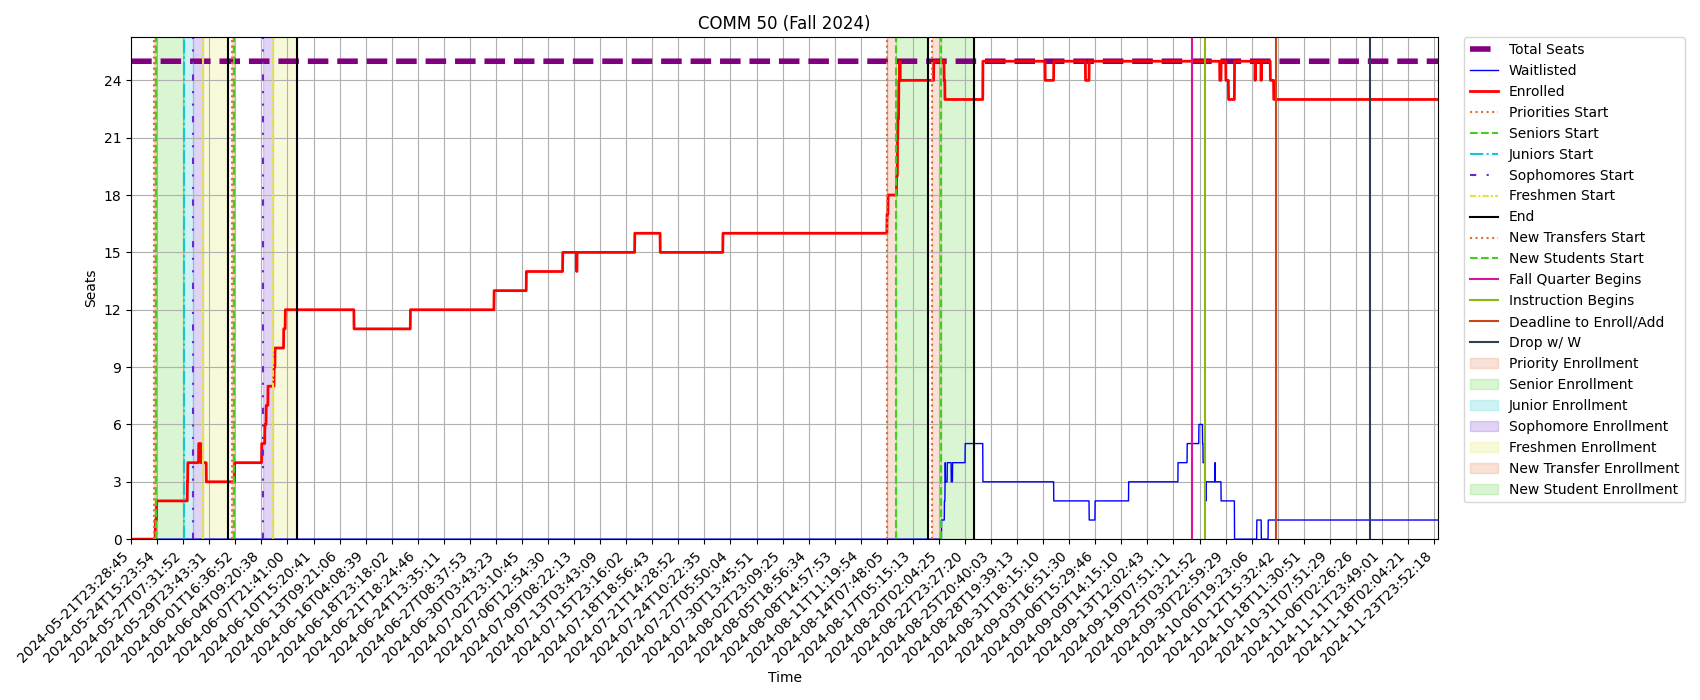 COMM 50 (Fall 2024)
Seats
24
21
18
15
12
9
6
3
0
2024-05-21T23:28:45
2024-05-24T15:23:54
2024-05-27T07:31:52
2024-05-29T23:43:31
2024-06-01T16:36:52
2024-06-04T09:20:38
2024-06-07T21:41:00
2024-06-10T15:20:41
2024-06-13T09:21:06
2024-06-16T04:08:39
2024-06-18T23:18:02
2024-06-21T18:24:46
2024-06-24T13:35:11
2024-06-27T08:37:53
2024-06-30T03:43:23
2024-07-02T23:10:45
2024-07-06T12:54:30
2024-07-09T08:22:13
2024-07-13T03:43:09
2024-07-15T23:16:02
2024-07-18T18:56:43
2024-07-21T14:28:52
2024-07-24T10:22:35
2024-07-27T05:50:04
2024-07-30T13:45:51
2024-08-02T23:09:25
2024-08-05T18:56:34
2024-08-08T14:57:53
2024-08-11T11:19:54
2024-08-14T07:48:05
2024-08-17T05:15:13
2024-08-20T02:04:25
2024-08-22T23:27:20
2024-08-25T20:40:03
2024-08-28T19:39:13
2024-08-31T18:15:10
2024-09-03T16:51:30
2024-09-06T15:29:46
2024-09-09T14:15:10
2024-09-13T12:02:43
2024-09-19T07:51:11
2024-09-25T03:21:52
2024-09-30T22:59:29
2024-10-06T19:23:06
2024-10-12T15:32:42
2024-10-18T11:30:51
2024-10-31T07:51:29
2024-11-06T02:26:26
2024-11-11T23:49:01
2024-11-18T02:04:21
2024-11-23T23:52:18
Time
Total Seats
Waitlisted
Enrolled
Priorities Start
Seniors Start
Juniors Start
Sophomores Start
Freshmen Start
End
New Transfers Start
New Students Start
Fall Quarter Begins
Instruction Begins
Deadline to Enroll/Add
Drop w/ W
Priority Enrollment
Senior Enrollment
Junior Enrollment
Sophomore Enrollment
Freshmen Enrollment
New Transfer Enrollment
New Student Enrollment